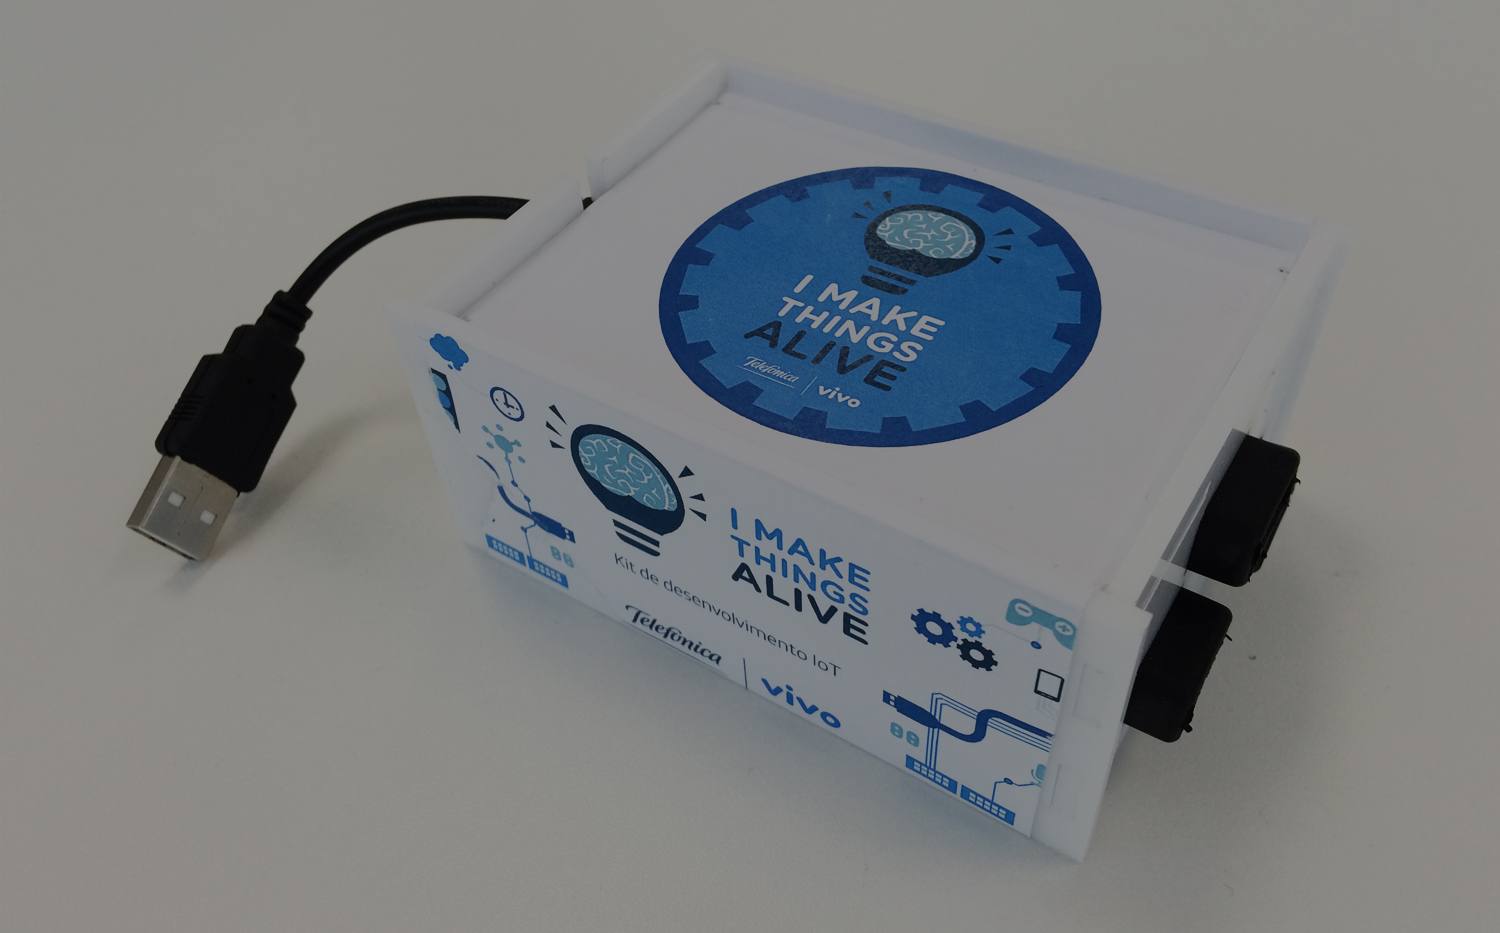 I MAKE
THINGS
ALIVE
Telefónica | vivo
I MAKE
THINGS
ALIVE
Kit de desenvolvimento IoT
Telefónica | vivo